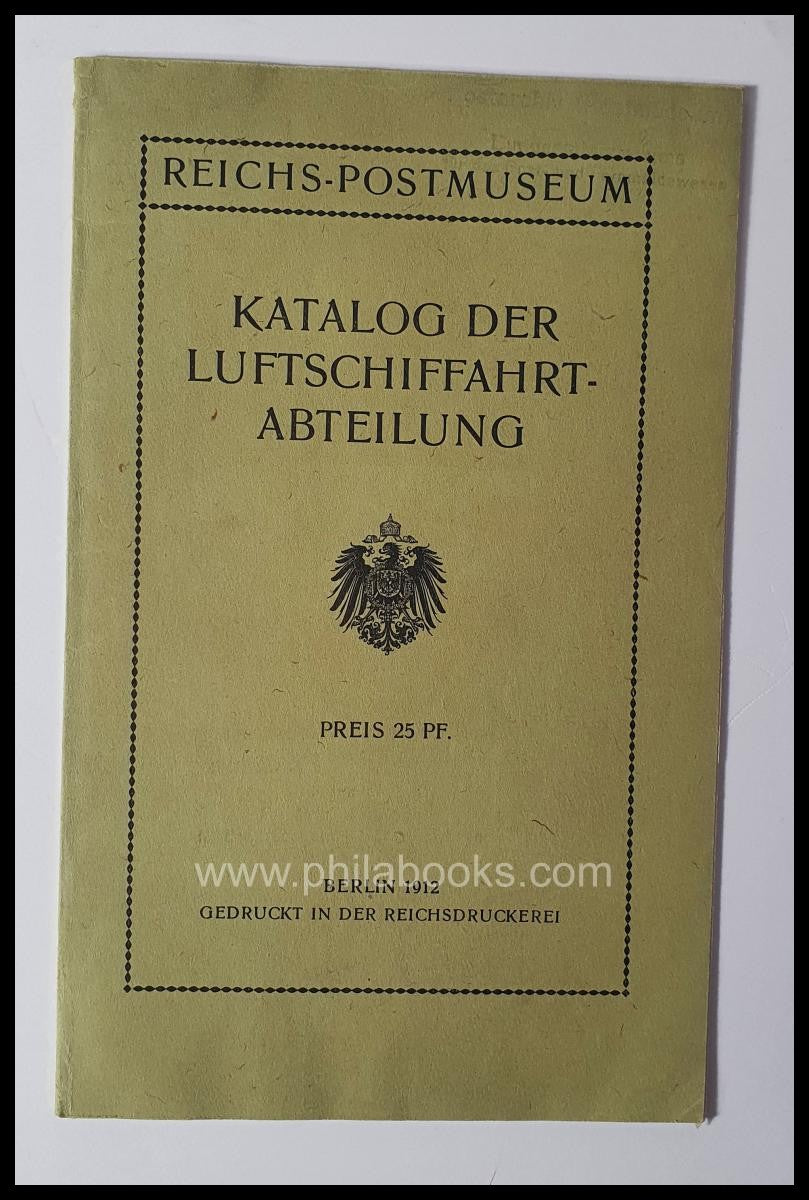 REICHS-POSTMUSEUM
KATALOG DER
LUFTSCHIFFAHRT-
ABTEILUNG
PREIS 25 PF.
www.philabooks.com
BERLIN 1912
GEDRUCKT IN DER REICHSDRUCKEREI